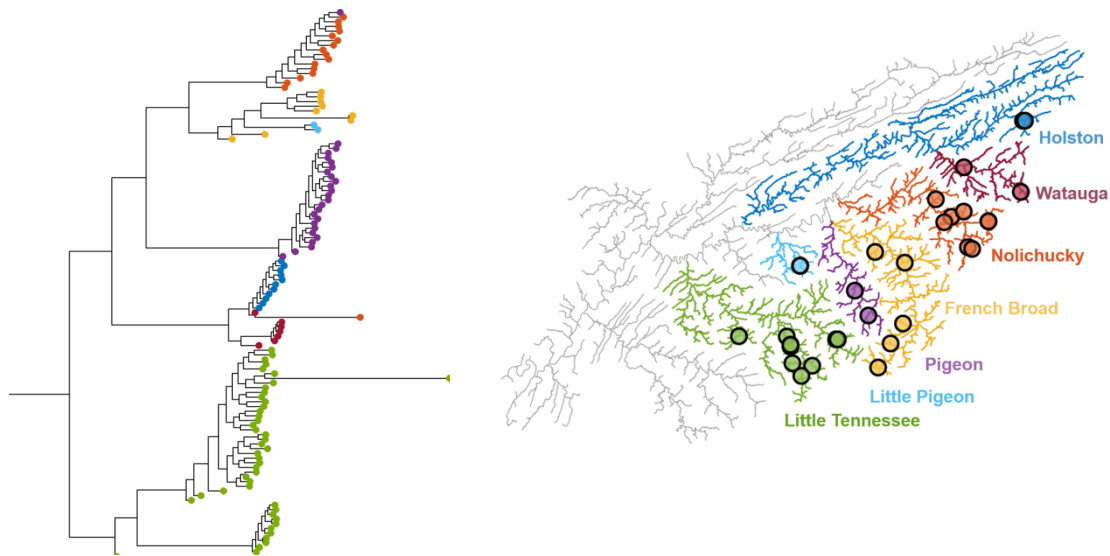 Holston
Watauga
Nolichucky
French Broad
Pigeon
Little Pigeon
Little Tennessee